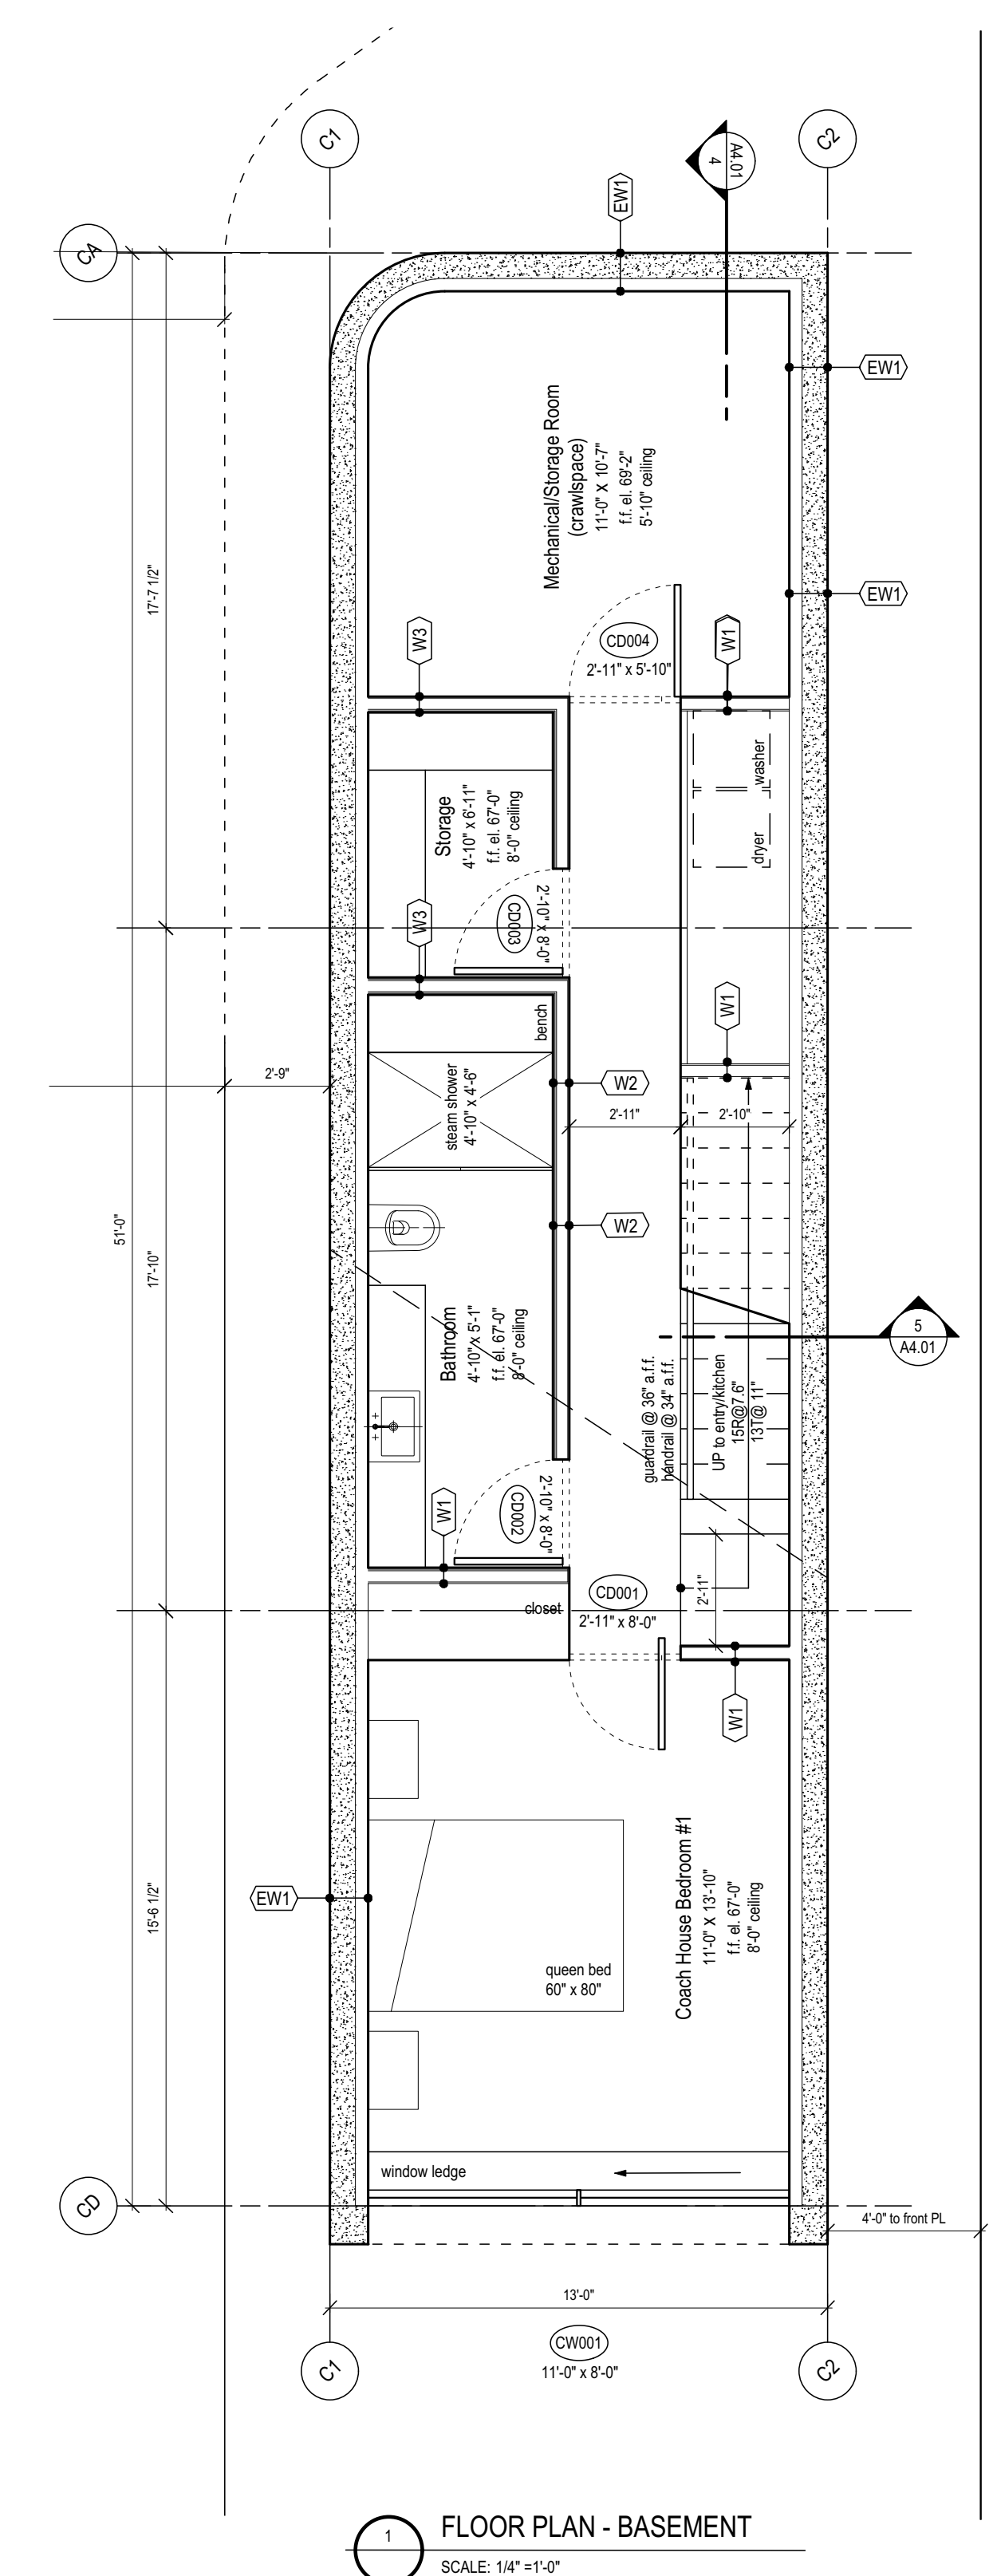 C1
C2
A4.01
4
EW1
CA
EW1
Mechanical/Storage Room
(crawlspace)
11'-0" X 10'-7"
f.f. el. 69'-2"
5'-10" ceiling
17'-7 1/2"
EW1
W3
CD004
2'-11" x 5'-10"
W1
washer
dryer
Storage
4'-10" x 6'-11"
f.f. el. 67'-0"
8'-0" ceiling
W3
CD003
2'-10" x 8'-0"
W1
bench
2'-9"
steam shower
4'-10" x 4'-6"
W2
2'-11"
2'-10"
51'-0"
17'-10"
W2
Bathroom
4'-10" x 5'-1"
f.f. el. 67'-0"
8'-0" ceiling
5
A4.01
guardrail @ 36" a.f.f.
handrail @ 34" a.f.f.
UP to entry/kitchen
15R@7.6"
13T@ 11"
W1
CD002
2'-10" x 8'-0"
closet
CD001
2'-11" x 8'-0"
2'-11"
W1
15'-6 1/2"
EW1
Coach House Bedroom #1
11'-0" X 13'-10"
f.f. el. 67'-0"
8'-0" ceiling
queen bed
60" x 80"
window ledge
CD
4'-0" to front PL
13'-0"
CW001
11'-0" x 8'-0"
C1
C2
1
FLOOR PLAN - BASEMENT
SCALE: 1/4" =1'-0"